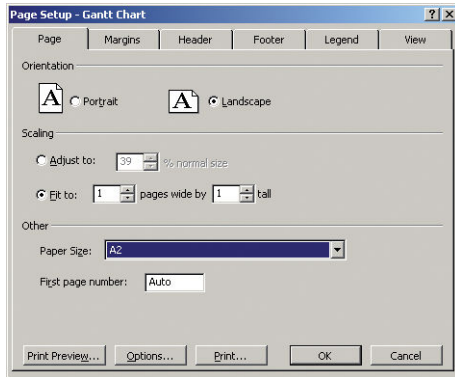 Page Setup - Gantt Chart
Page Margins Header Footer Legend View
Orientation
A Portrait A Landscape
Scaling
Adjust to: 39 % normal size
Fit to: 1 pages wide by 1 tall
Other
Paper Size: A2
First page number: Auto
Print Preview... Options... Print... OK Cancel